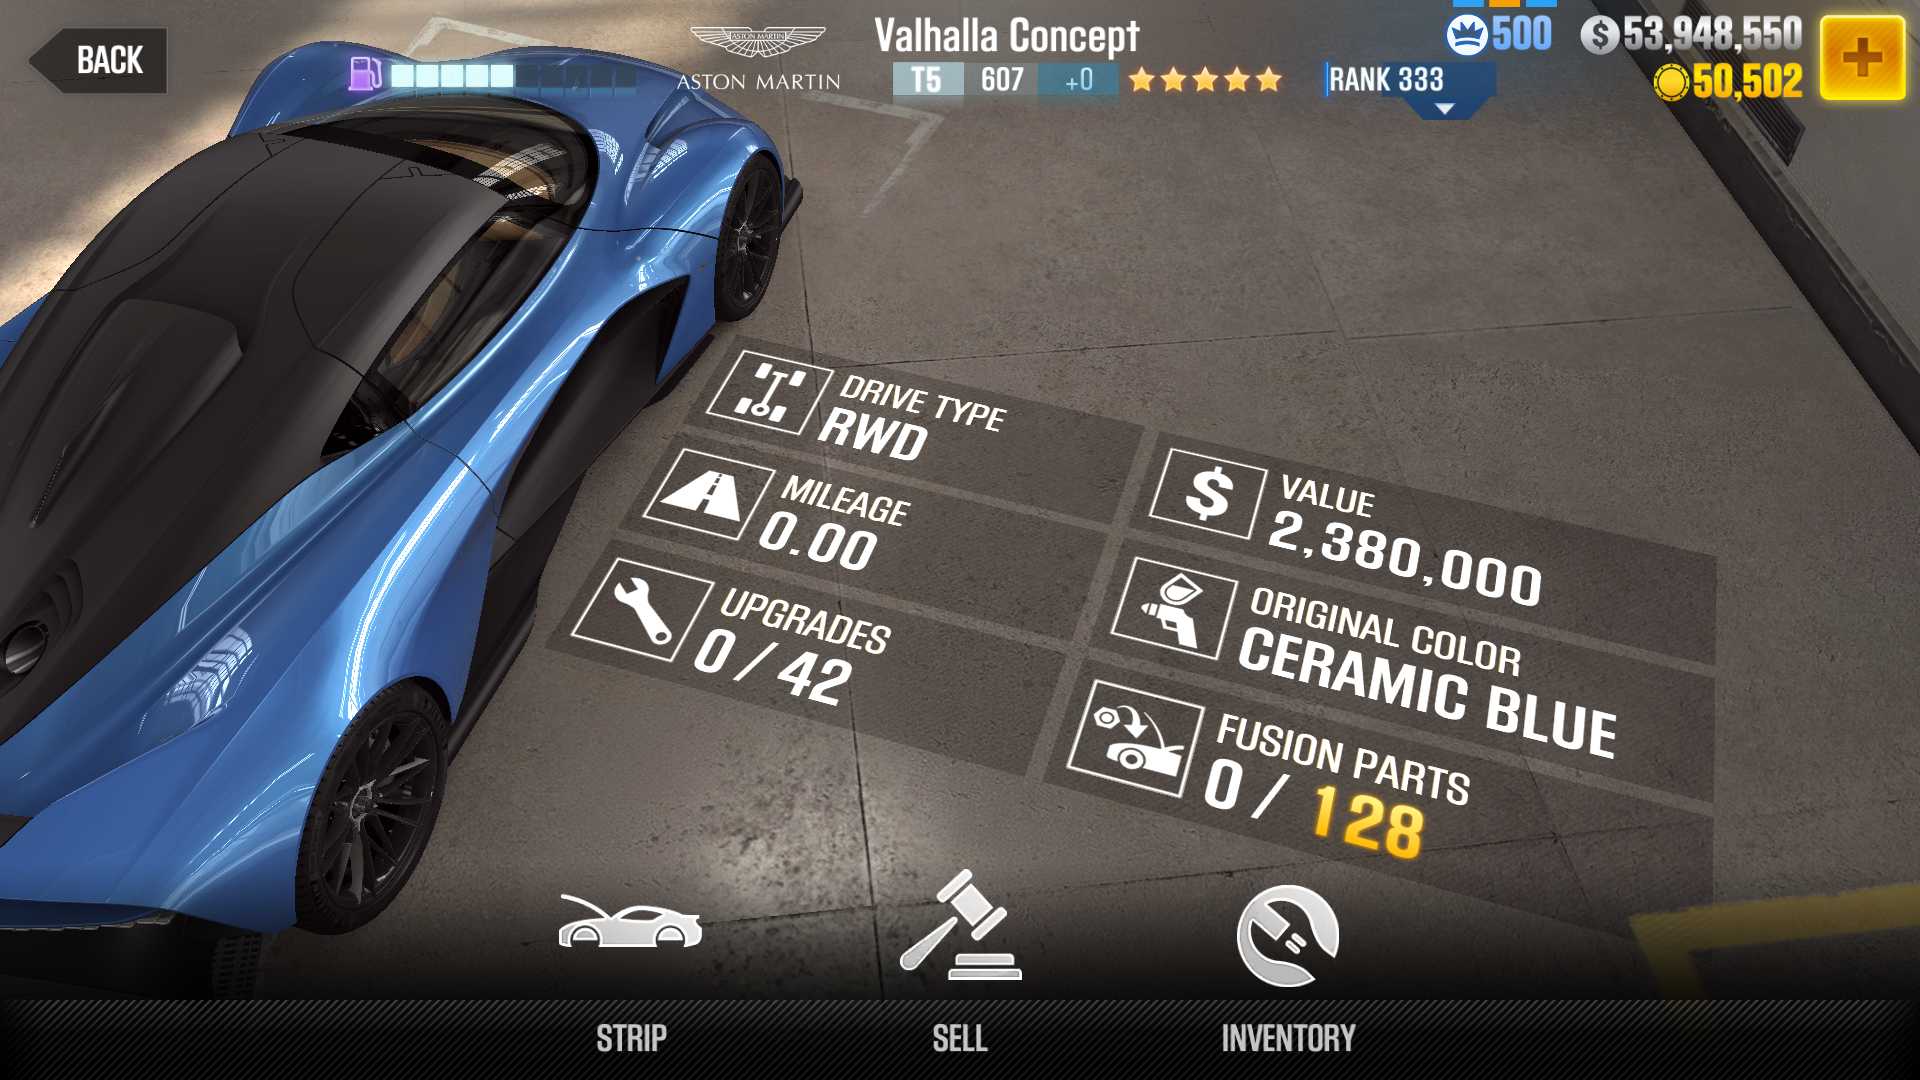 BACK
ASTON MARTIN
ASTON MARTIN
Valhalla Concept
T5 607 +0
RANK 333
500
$ 53,948,550
50,502
DRIVE TYPE
RWD
MILEAGE
0.00
UPGRADES
0/42
$ VALUE
2,380,000
ORIGINAL COLOR
CERAMIC BLUE
FUSION PARTS
0/ 128
STRIP
SELL
INVENTORY